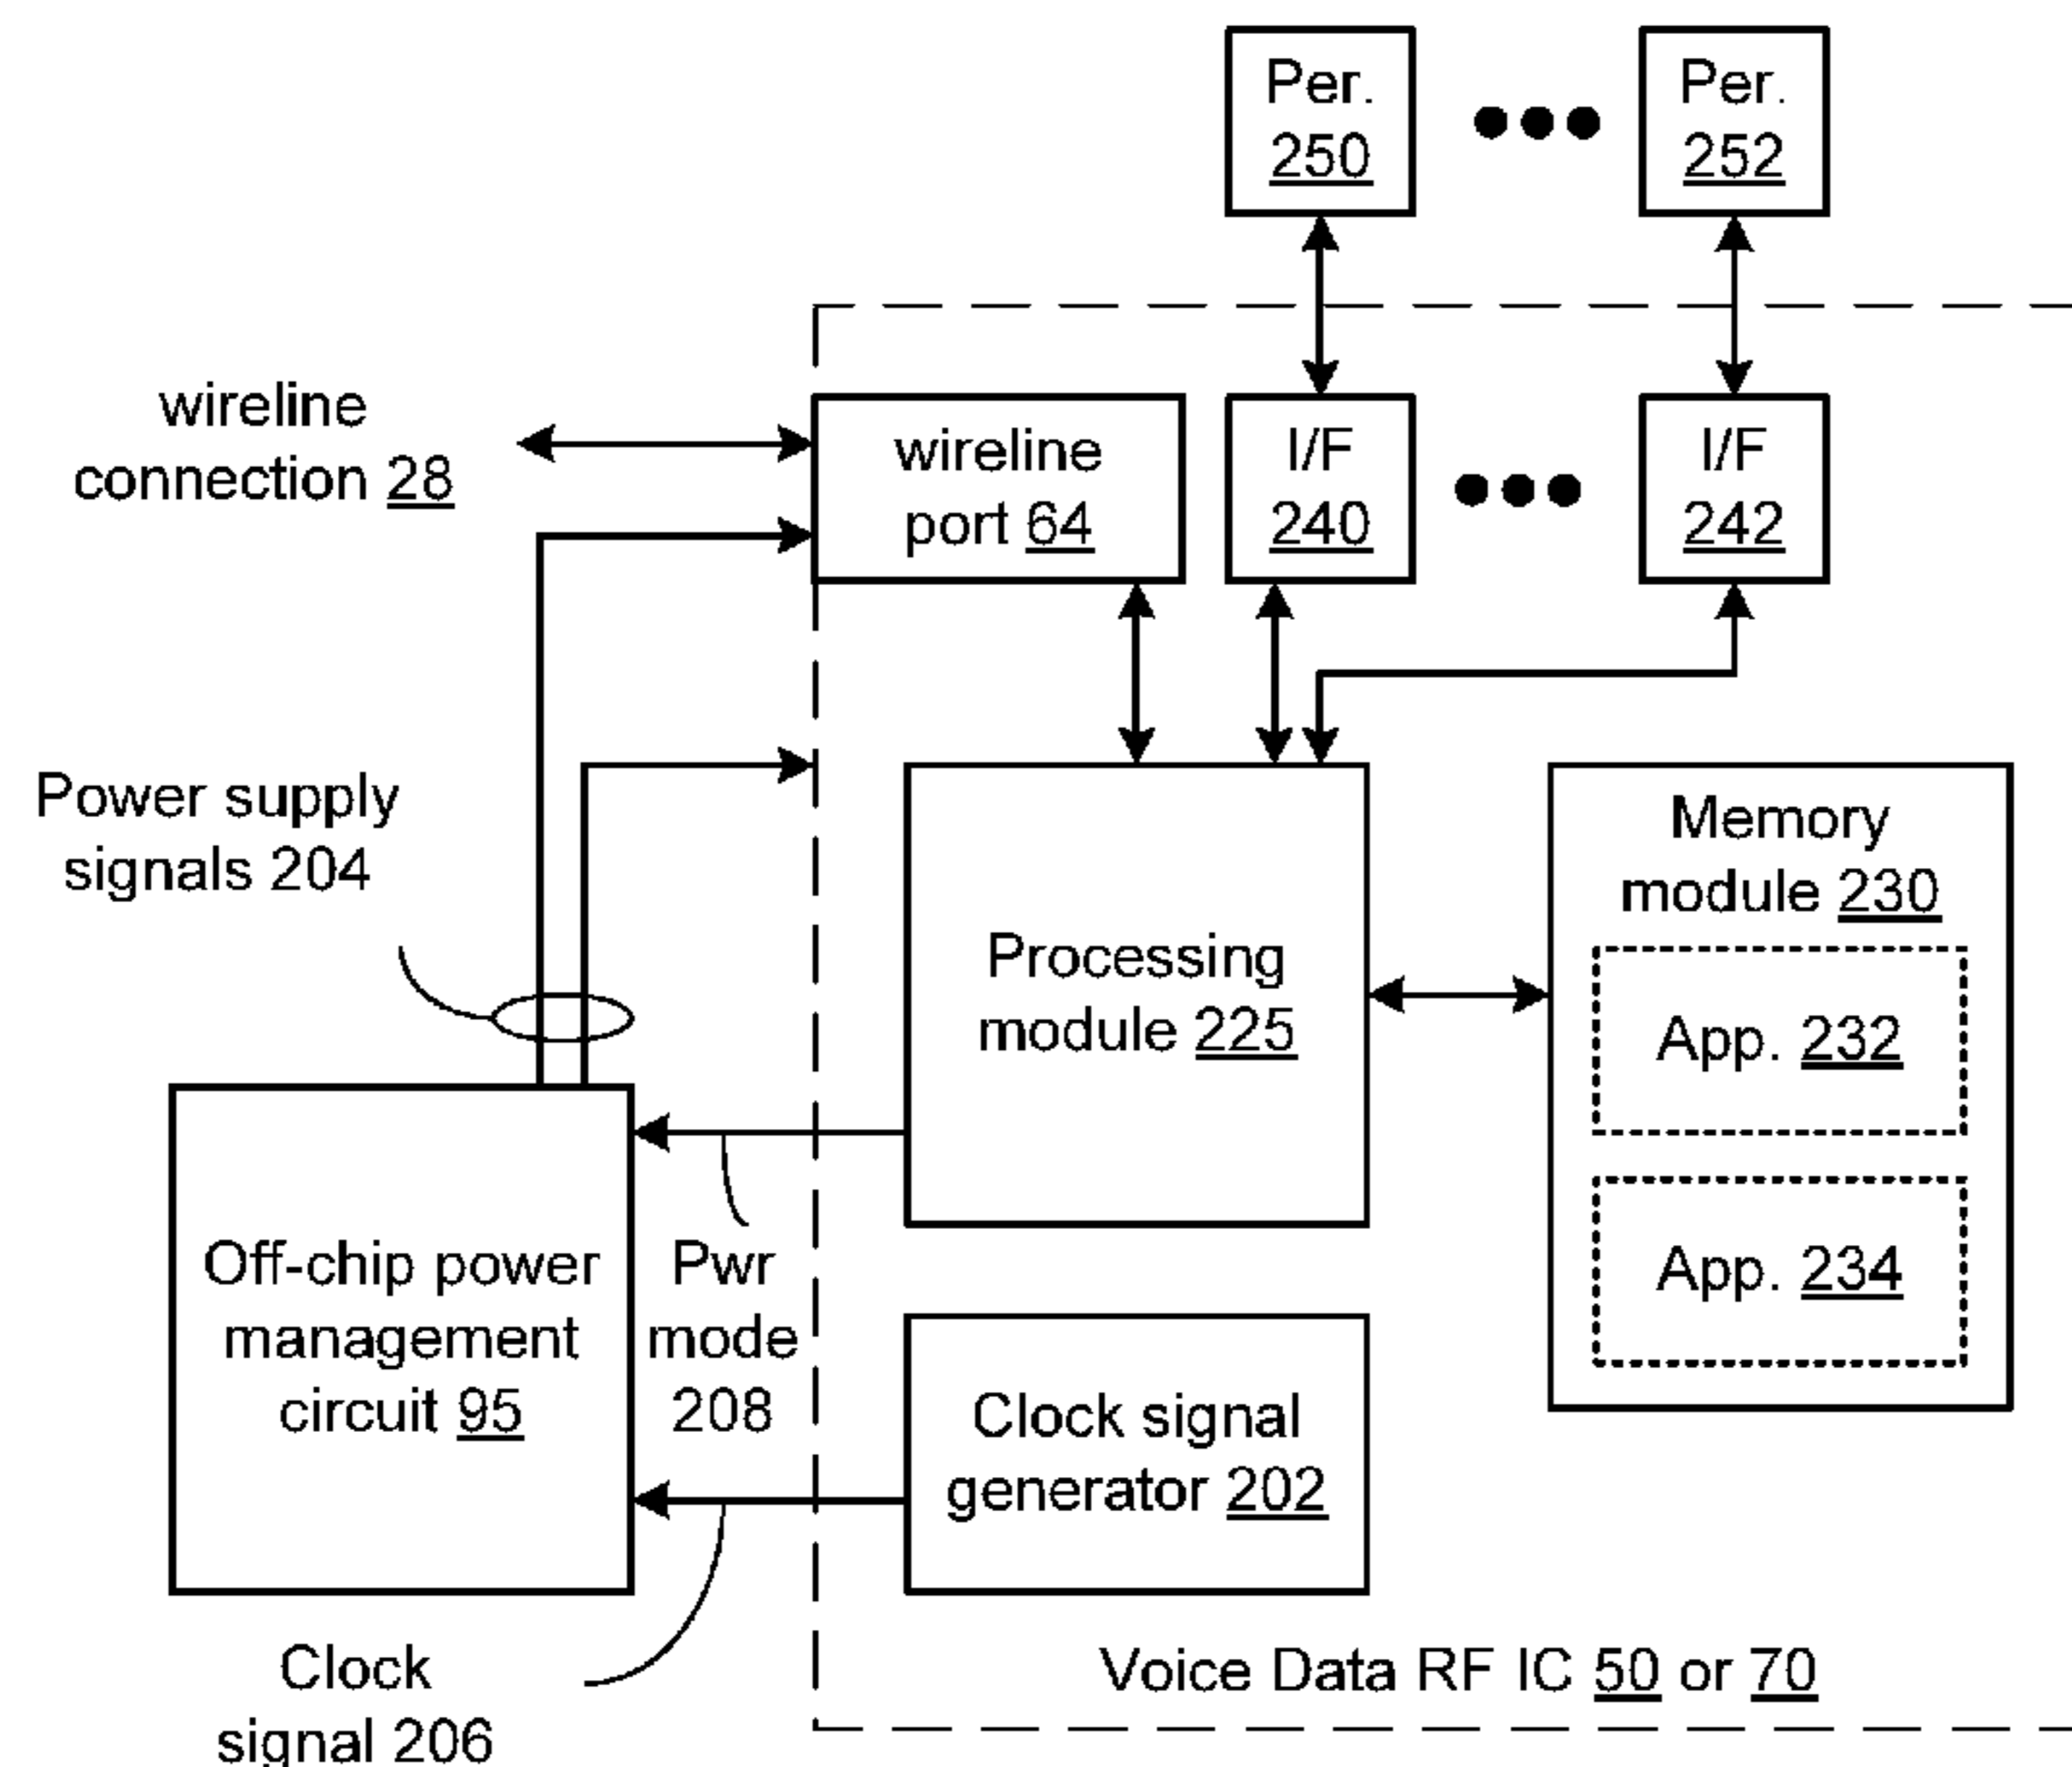 Per.
250
Per.
252
wireline
connection 28
wireline
port 64
I/F
240
I/F
242
Power supply
signals 204
Processing
module 225
Memory
module 230
App. 232
App. 234
Off-chip power
management
circuit 95
Pwr
mode
208
Clock signal
generator 202
Clock
signal 206
Voice Data RF IC 50 or 70